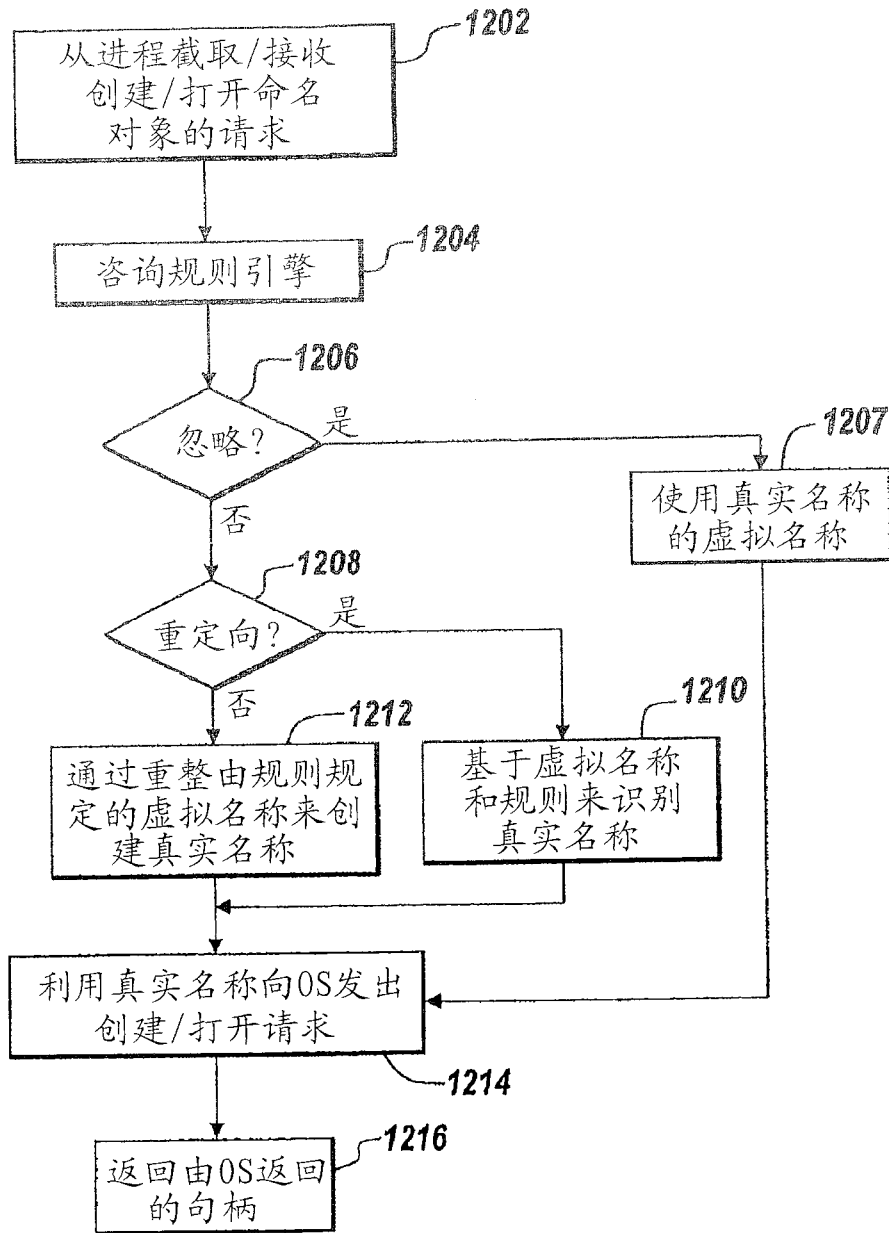 1202
从进程截取/接收
创建/打开命名
对象的请求
1204
咨询规则引擎
1206
忽略?
是
1207
使用真实名称
的虚拟名称
否
1208
重定向?
是
否
1212
通过重整由规则规
定的虚拟名称来创
建真实名称
1210
基于虚拟名称
和规则来识别
真实名称
利用真实名称向OS发出
创建/打开请求
1214
1216
返回由OS返回
的句柄